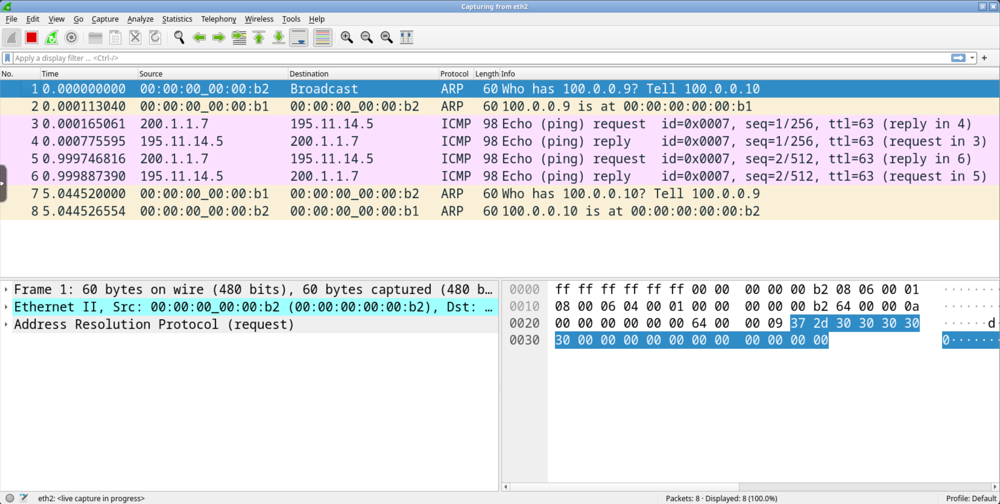 Capturing from eth2
File Edit View Go Capture Analyze Statistics Telephony Wireless Tools Help
Apply a display filter ... <Ctrl-/>
No. Time Source Destination Protocol Length Info
1 0.000000000 00:00:00_00:00:b2 Broadcast ARP 60 Who has 100.0.0.9? Tell 100.0.0.10
2 0.000113040 00:00:00_00:00:b1 00:00:00_00:00:b2 ARP 60 100.0.0.9 is at 00:00:00:00:00:b1
3 0.000165061 200.1.1.7 195.11.14.5 ICMP 98 Echo (ping) request id=0x0007, seq=1/256, ttl=63 (reply in 4)
4 0.000775595 195.11.14.5 200.1.1.7 ICMP 98 Echo (ping) reply id=0x0007, seq=1/256, ttl=63 (request in 3)
5 0.999746816 200.1.1.7 195.11.14.5 ICMP 98 Echo (ping) request id=0x0007, seq=2/512, ttl=63 (reply in 6)
6 0.999887390 195.11.14.5 200.1.1.7 ICMP 98 Echo (ping) reply id=0x0007, seq=2/512, ttl=63 (request in 5)
7 5.044520000 00:00:00_00:00:b1 00:00:00_00:00:b2 ARP 60 Who has 100.0.0.10? Tell 100.0.0.9
8 5.044526554 00:00:00_00:00:b2 00:00:00_00:00:b1 ARP 60 100.0.0.10 is at 00:00:00:00:00:b2
Frame 1: 60 bytes on wire (480 bits), 60 bytes captured (480 b…
Ethernet II, Src: 00:00:00_00:00:b2 (00:00:00:00:00:b2), Dst: …
Address Resolution Protocol (request)
0000 ff ff ff ff ff ff 00 00 00 00 00 b2 08 06 00 01 ········
0010 08 00 06 04 00 01 00 00 00 00 00 b2 64 00 00 0a ········
0020 00 00 00 00 00 00 64 00 00 09 37 2d 30 30 30 30 ······d·
0030 30 00 00 00 00 00 00 00 00 00 00 00 0·······
eth2: <live capture in progress> Packets: 8 · Displayed: 8 (100.0%) Profile: Default